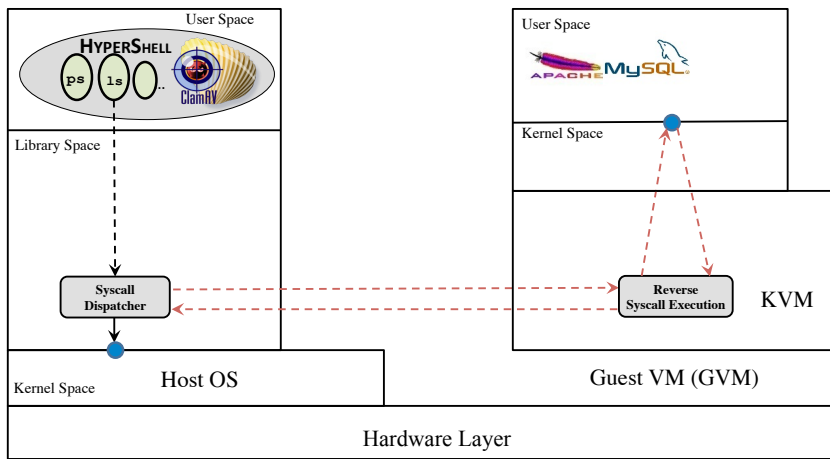 User Space
HYPERSHELL
ps
ls
..
ClamAV
Library Space
Syscall
Dispatcher
Kernel Space
Host OS
User Space
APACHE
MySQL
Kernel Space
Reverse
Syscall Execution
KVM
Guest VM (GVM)
Hardware Layer